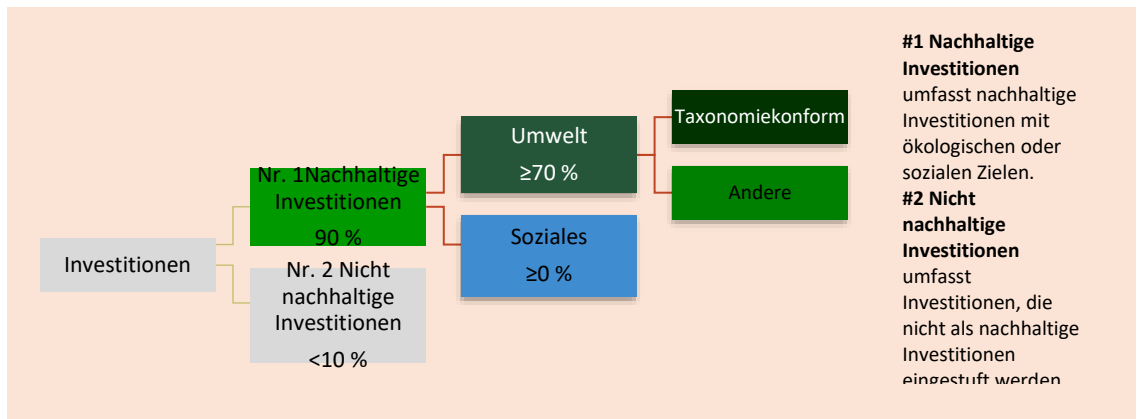 Investitionen
Nr. 1Nachhaltige
Investitionen
90 %
Nr. 2 Nicht
nachhaltige
Investitionen
<10 %
Umwelt
≥70 %
Soziales
≥0 %
Taxonomiekonform
Andere
#1 Nachhaltige
Investitionen
umfasst nachhaltige
Investitionen mit
ökologischen oder
sozialen Zielen.
#2 Nicht
nachhaltige
Investitionen
umfasst
Investitionen, die
nicht als nachhaltige
Investitionen
eingestuft werden